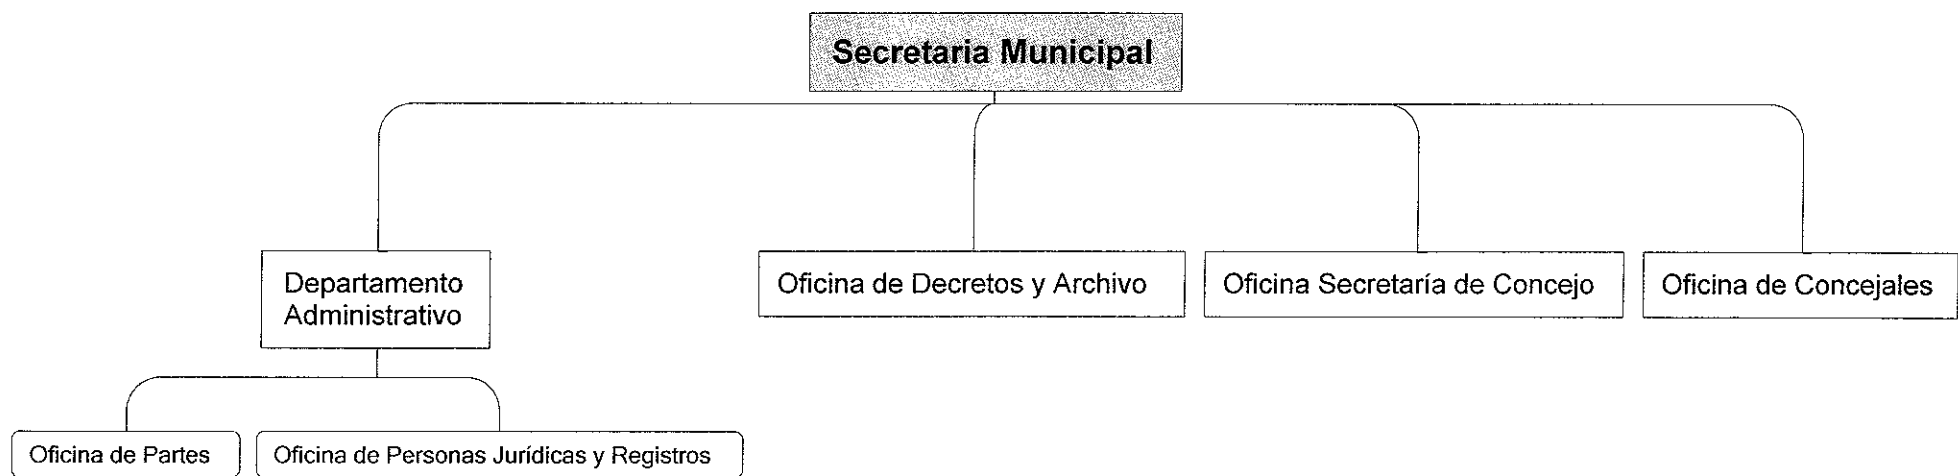 Secretaria Municipal
Departamento
Administrativo
Oficina de Decretos y Archivo
Oficina Secretaría de Concejo
Oficina de Concejales
Oficina de Partes
Oficina de Personas Jurídicas y Registros